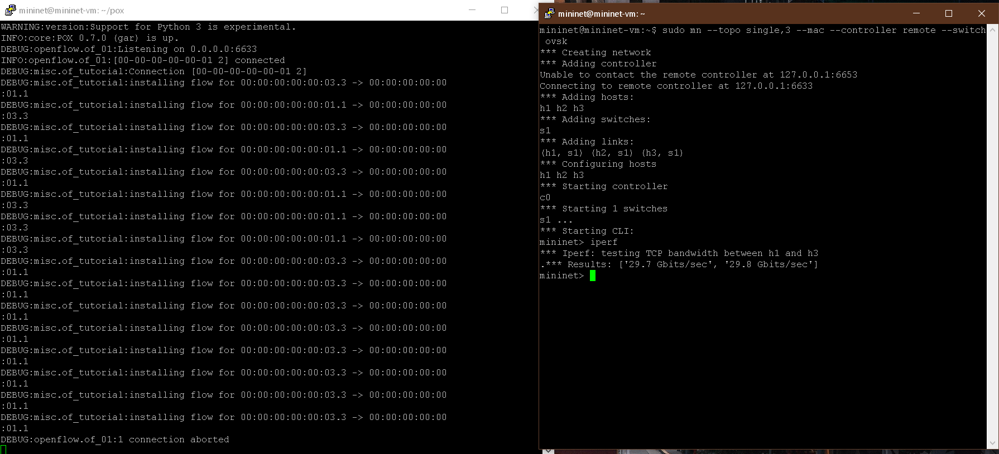 mininet@mininet-vm: ~/pox
WARNING:version:Support for Python 3 is experimental.
INFO:core:POX 0.7.0 (gar) is up.
DEBUG:openflow.of_01:Listening on 0.0.0.0:6633
INFO:openflow.of_01:[00-00-00-00-00-01 2] connected
DEBUG:misc.of_tutorial:Connection [00-00-00-00-00-01 2]
DEBUG:misc.of_tutorial:installing flow for 00:00:00:00:00:03.3 -> 00:00:00:00:00
:01.1
DEBUG:misc.of_tutorial:installing flow for 00:00:00:00:00:01.1 -> 00:00:00:00:00
:03.3
DEBUG:misc.of_tutorial:installing flow for 00:00:00:00:00:03.3 -> 00:00:00:00:00
:01.1
DEBUG:misc.of_tutorial:installing flow for 00:00:00:00:00:01.1 -> 00:00:00:00:00
:03.3
DEBUG:misc.of_tutorial:installing flow for 00:00:00:00:00:03.3 -> 00:00:00:00:00
:01.1
DEBUG:misc.of_tutorial:installing flow for 00:00:00:00:00:01.1 -> 00:00:00:00:00
:03.3
DEBUG:misc.of_tutorial:installing flow for 00:00:00:00:00:01.1 -> 00:00:00:00:00
:03.3
DEBUG:misc.of_tutorial:installing flow for 00:00:00:00:00:01.1 -> 00:00:00:00:00
:03.3
DEBUG:misc.of_tutorial:installing flow for 00:00:00:00:00:03.3 -> 00:00:00:00:00
:01.1
DEBUG:misc.of_tutorial:installing flow for 00:00:00:00:00:03.3 -> 00:00:00:00:00
:01.1
DEBUG:misc.of_tutorial:installing flow for 00:00:00:00:00:03.3 -> 00:00:00:00:00
:01.1
DEBUG:misc.of_tutorial:installing flow for 00:00:00:00:00:03.3 -> 00:00:00:00:00
:01.1
DEBUG:misc.of_tutorial:installing flow for 00:00:00:00:00:03.3 -> 00:00:00:00:00
:01.1
DEBUG:misc.of_tutorial:installing flow for 00:00:00:00:00:03.3 -> 00:00:00:00:00
:01.1
DEBUG:misc.of_tutorial:installing flow for 00:00:00:00:00:03.3 -> 00:00:00:00:00
:01.1
DEBUG:misc.of_tutorial:installing flow for 00:00:00:00:00:03.3 -> 00:00:00:00:00
:01.1
DEBUG:openflow.of_01:1 connection aborted
mininet@mininet-vm: ~
mininet@mininet-vm:~$ sudo mn --topo single,3 --mac --controller remote --switch
 ovsk
*** Creating network
*** Adding controller
Unable to contact the remote controller at 127.0.0.1:6653
Connecting to remote controller at 127.0.0.1:6633
*** Adding hosts:
h1 h2 h3
*** Adding switches:
s1
*** Adding links:
(h1, s1) (h2, s1) (h3, s1)
*** Configuring hosts
h1 h2 h3
*** Starting controller
c0
*** Starting 1 switches
s1 ...
*** Starting CLI:
mininet> iperf
*** Iperf: testing TCP bandwidth between h1 and h3
.*** Results: ['29.7 Gbits/sec', '29.8 Gbits/sec']
mininet>